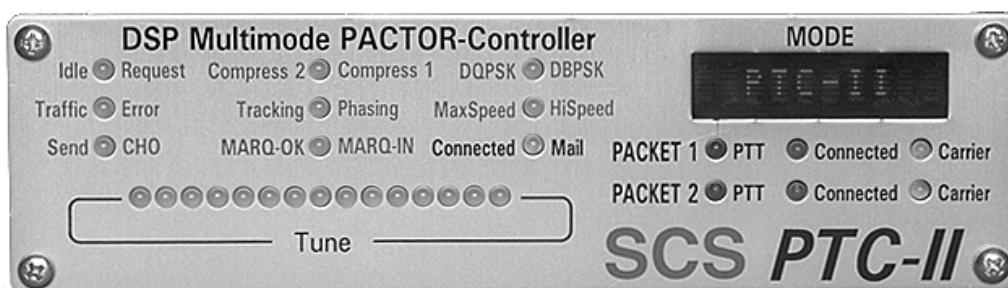 DSP Multimode PACTOR-Controller
MODE
PTC-II
Idle Request Compress 2 Compress 1 DQPSK DBPSK
Traffic Error Tracking Phasing MaxSpeed HiSpeed
Send CHO MARQ-OK MARQ-IN Connected Mail
PACKET 1 PTT Connected Carrier
PACKET 2 PTT Connected Carrier
Tune
SCS PTC-II